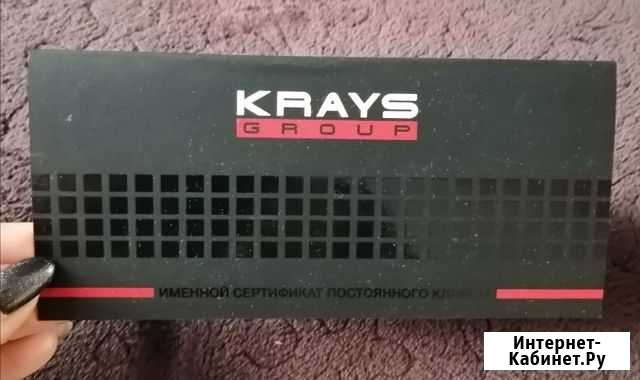 KRAYS
GROUP
ИМЕННОЙ СЕРТИФИКАТ ПОСТОЯННОГО
Интернет-
Кабинет.Ру